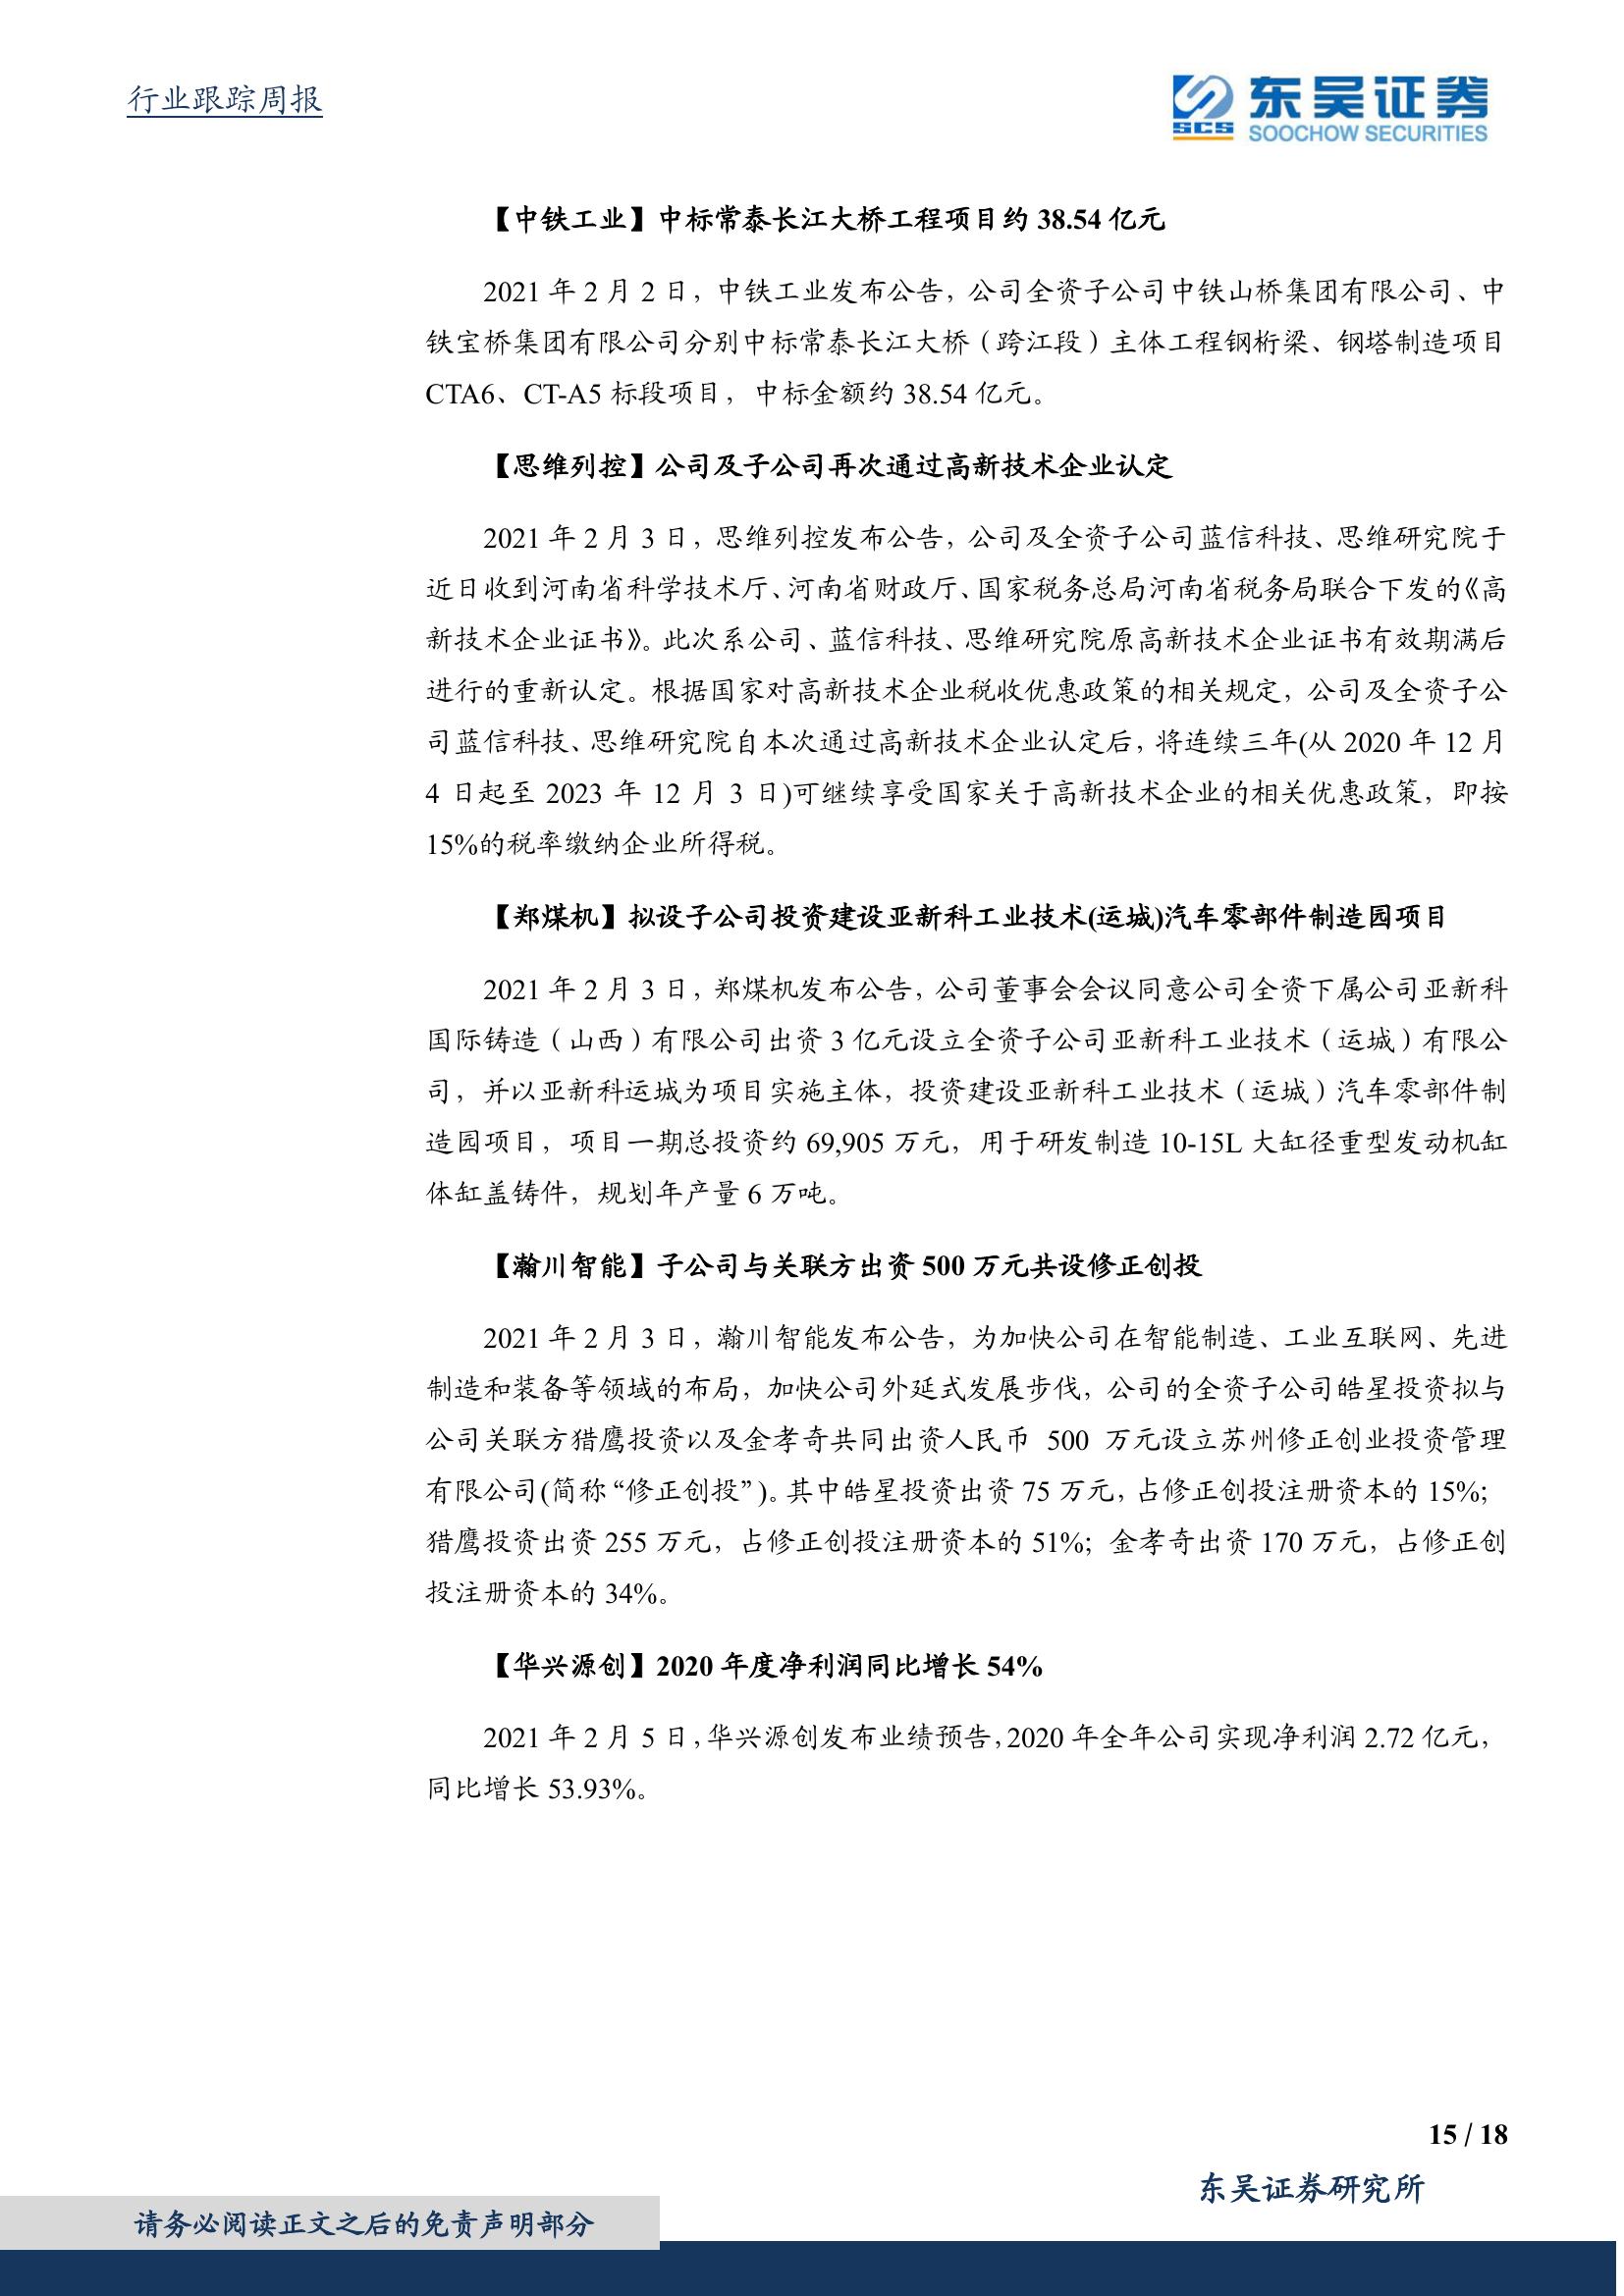 行业跟踪周报
SCS
东吴证券
SOOCHOW SECURITIES
【中铁工业】中标常泰长江大桥工程项目约 38.54 亿元
2021 年 2 月 2 日，中铁工业发布公告，公司全资子公司中铁山桥集团有限公司、中
铁宝桥集团有限公司分别中标常泰长江大桥（跨江段）主体工程钢桁梁、钢塔制造项目
CTA6、CT-A5 标段项目，中标金额约 38.54 亿元。
【思维列控】公司及子公司再次通过高新技术企业认定
2021 年 2 月 3 日，思维列控发布公告，公司及全资子公司蓝信科技、思维研究院于
近日收到河南省科学技术厅、河南省财政厅、国家税务总局河南省税务局联合下发的《高
新技术企业证书》。此次系公司、蓝信科技、思维研究院原高新技术企业证书有效期满后
进行的重新认定。根据国家对高新技术企业税收优惠政策的相关规定，公司及全资子公
司蓝信科技、思维研究院自本次通过高新技术企业认定后，将连续三年(从 2020 年 12 月
4 日起至 2023 年 12 月 3 日)可继续享受国家关于高新技术企业的相关优惠政策，即按
15%的税率缴纳企业所得税。
【郑煤机】拟设子公司投资建设亚新科工业技术(运城)汽车零部件制造园项目
2021 年 2 月 3 日，郑煤机发布公告，公司董事会会议同意公司全资下属公司亚新科
国际铸造（山西）有限公司出资 3 亿元设立全资子公司亚新科工业技术（运城）有限公
司，并以亚新科运城为项目实施主体，投资建设亚新科工业技术（运城）汽车零部件制
造园项目，项目一期总投资约 69,905 万元，用于研发制造 10-15L 大缸径重型发动机缸
体缸盖铸件，规划年产量 6 万吨。
【瀚川智能】子公司与关联方出资 500 万元共设修正创投
2021 年 2 月 3 日，瀚川智能发布公告，为加快公司在智能制造、工业互联网、先进
制造和装备等领域的布局，加快公司外延式发展步伐，公司的全资子公司皓星投资拟与
公司关联方猎鹰投资以及金孝奇共同出资人民币 500 万元设立苏州修正创业投资管理
有限公司(简称“修正创投”)。其中皓星投资出资 75 万元，占修正创投注册资本的 15%；
猎鹰投资出资 255 万元，占修正创投注册资本的 51%；金孝奇出资 170 万元，占修正创
投注册资本的 34%。
【华兴源创】2020 年度净利润同比增长 54%
2021 年 2 月 5 日，华兴源创发布业绩预告，2020 年全年公司实现净利润 2.72 亿元，
同比增长 53.93%。
15 / 18
东吴证券研究所
请务必阅读正文之后的免责声明部分